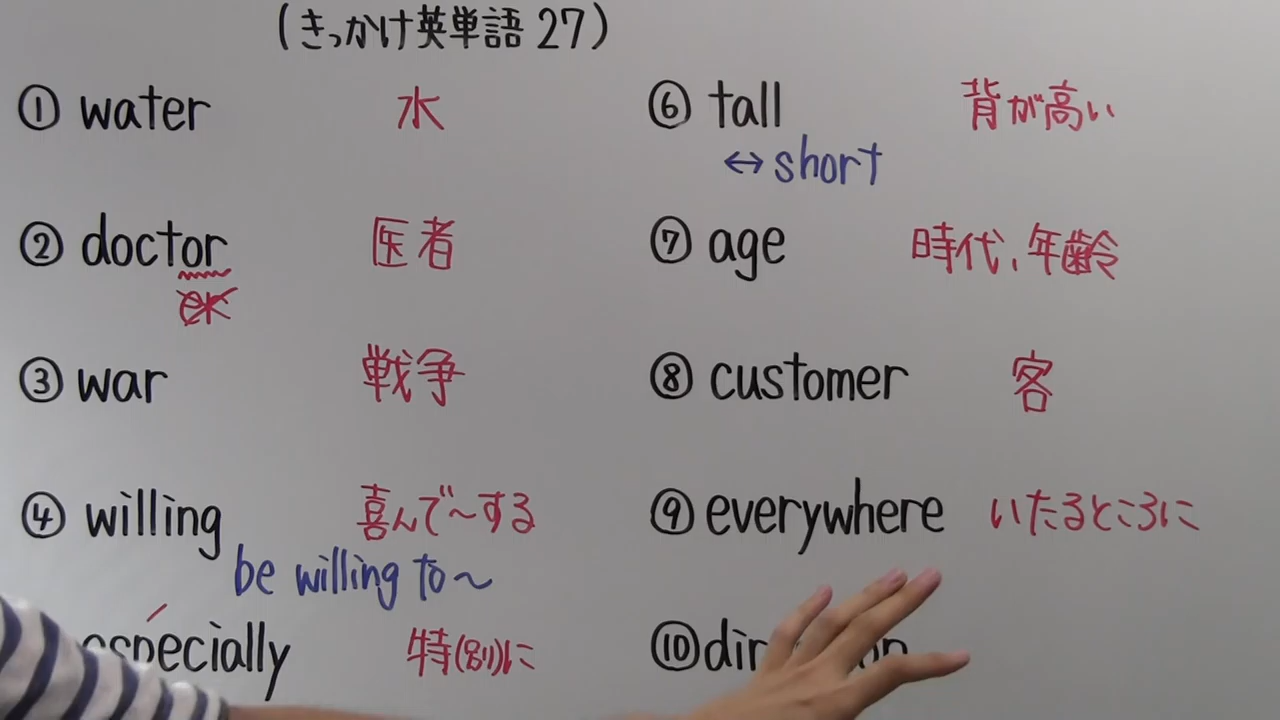 (きっかけ英単語 27)
① water 水
② doctor 医者
er
③ war 戦争
④ willing 喜んで～する
be willing to～
especially 特(別)に
⑥ tall 背が高い
↔ short
⑦ age 時代、年齢
⑧ customer 客
⑨ everywhere いたるところに
⑩